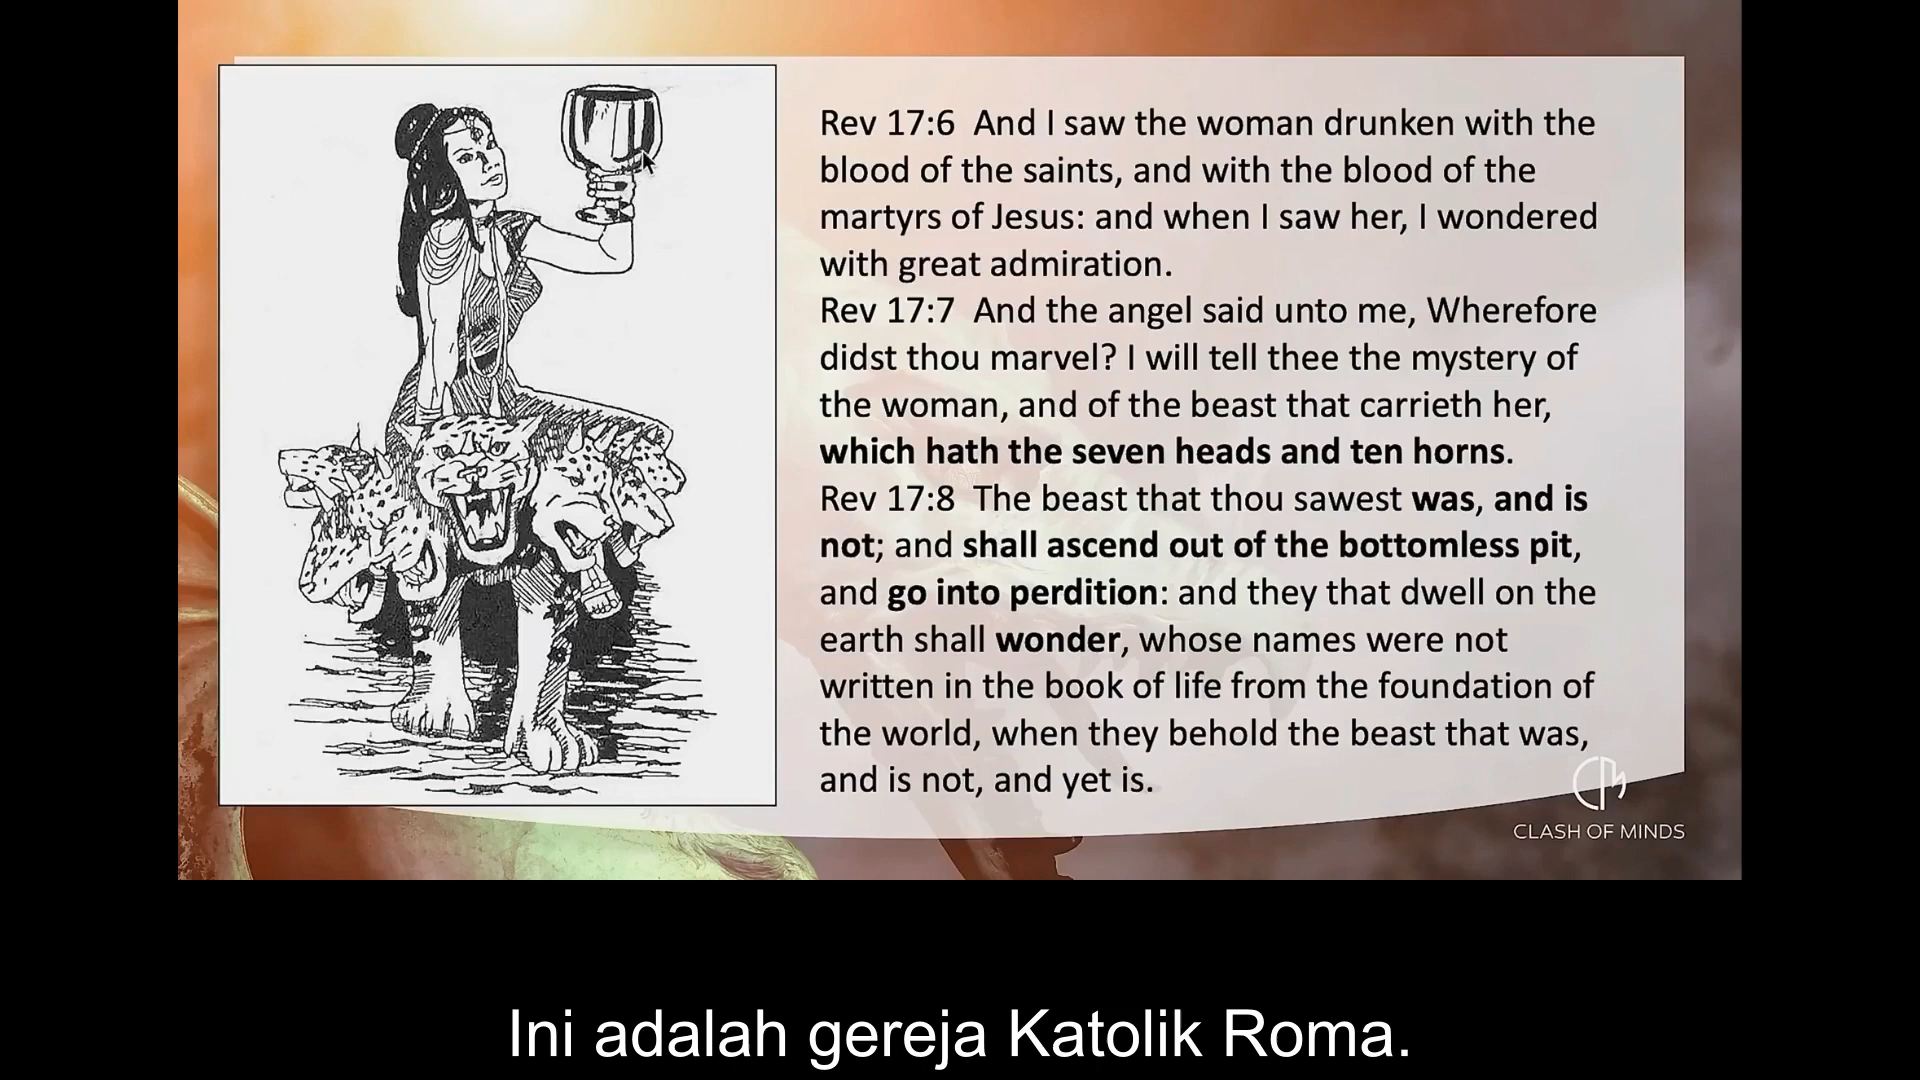 Rev 17:6  And I saw the woman drunken with the
blood of the saints, and with the blood of the
martyrs of Jesus: and when I saw her, I wondered
with great admiration.
Rev 17:7  And the angel said unto me, Wherefore
didst thou marvel? I will tell thee the mystery of
the woman, and of the beast that carrieth her,
which hath the seven heads and ten horns.
Rev 17:8  The beast that thou sawest was, and is
not; and shall ascend out of the bottomless pit,
and go into perdition: and they that dwell on the
earth shall wonder, whose names were not
written in the book of life from the foundation of
the world, when they behold the beast that was,
and is not, and yet is.
CLASH OF MINDS
Ini adalah gereja Katolik Roma.